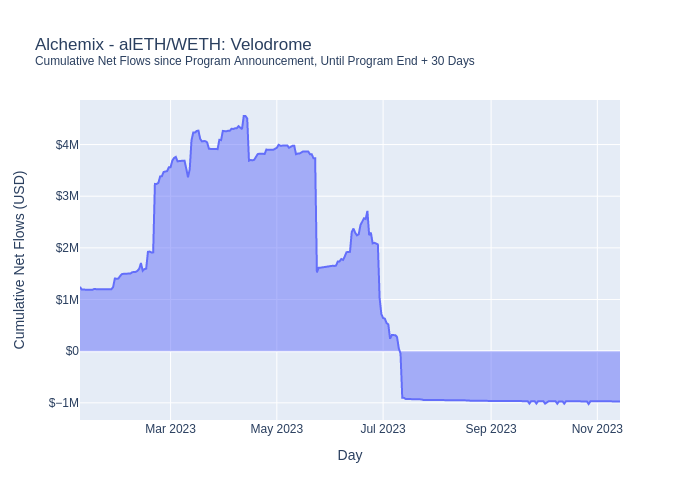 Alchemix - alETH/WETH: Velodrome
Cumulative Net Flows since Program Announcement, Until Program End + 30 Days
Cumulative Net Flows (USD)
$4M
$3M
$2M
$1M
$0
$−1M
Mar 2023 May 2023 Jul 2023 Sep 2023 Nov 2023
Day